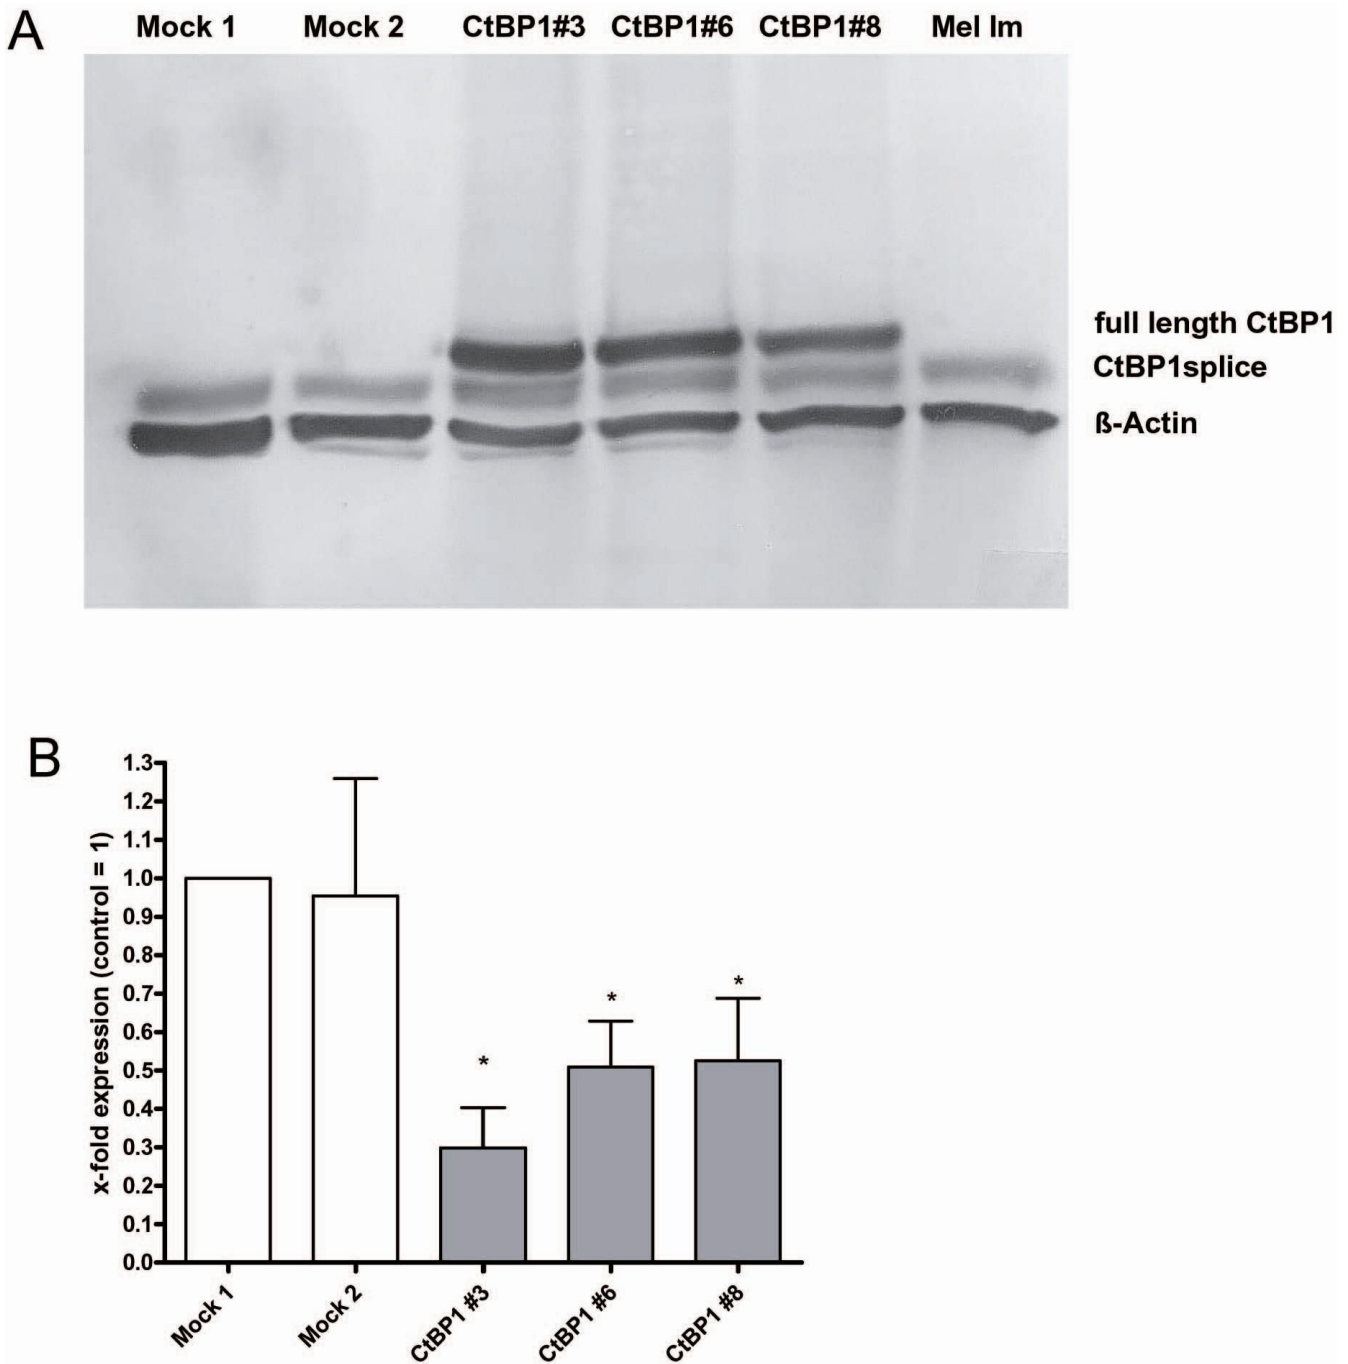 A
Mock 1 Mock 2 CtBP1#3 CtBP1#6 CtBP1#8 Mel Im
full length CtBP1
CtBP1splice
ß-Actin
B
x-fold expression (control = 1)
1.3
1.2
1.1
1.0
0.9
0.8
0.7
0.6
0.5
0.4
0.3
0.2
0.1
0.0
* * *
Mock 1 Mock 2 CtBP1 #3 CtBP1 #6 CtBP1 #8